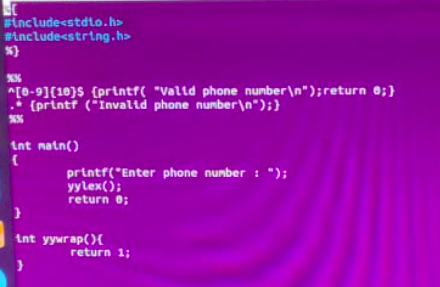 %{
#include<stdio.h>
#include<string.h>
%}
%%
^[0-9]{10}$ {printf( "Valid phone number\n");return 0;}
.* {printf ("Invalid phone number\n");}
%%
int main()
{
printf("Enter phone number : ");
yylex();
return 0;
}
int yywrap(){
return 1;
}